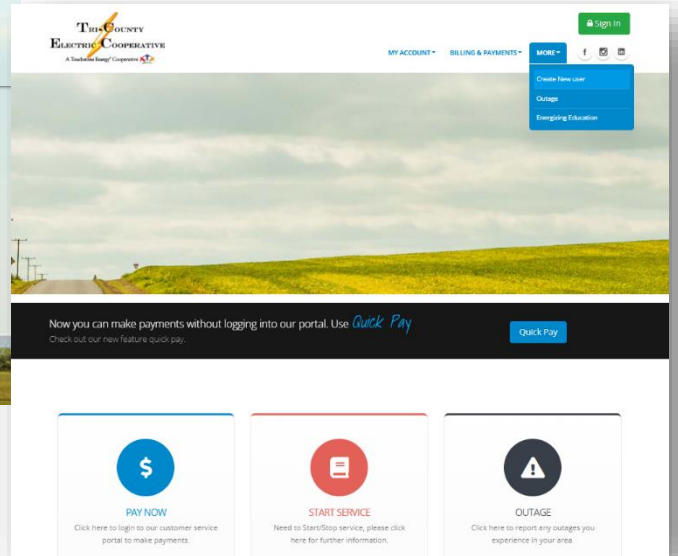 Tri-County
Electric Cooperative
A Touchstone Energy® Cooperative
Sign In
MY ACCOUNT
BILLING & PAYMENTS
MORE
Create New user
Outage
Energizing Education
Now you can make payments without logging into our portal. Use Quick Pay
Check out our new feature quick pay.
Quick Pay
PAY NOW
Click here to login to our customer service
portal to make payments.
START SERVICE
Need to Start/Stop service, please click
here for further information.
OUTAGE
Click here to report any outages you
experience in your area